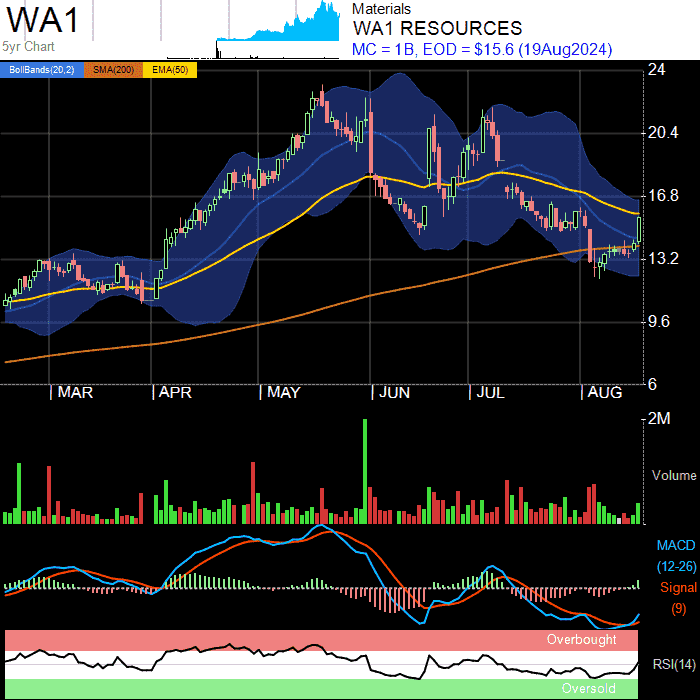 WA1
5yr Chart
Materials
WA1 RESOURCES
MC = 1B, EOD = $15.6 (19Aug2024)
BollBands(20,2) SMA(200) EMA(50)
24
20.4
16.8
13.2
9.6
6
MAR APR MAY JUN JUL AUG
2M
Volume
MACD
(12-26)
Signal
(9)
Overbought
RSI(14)
Oversold